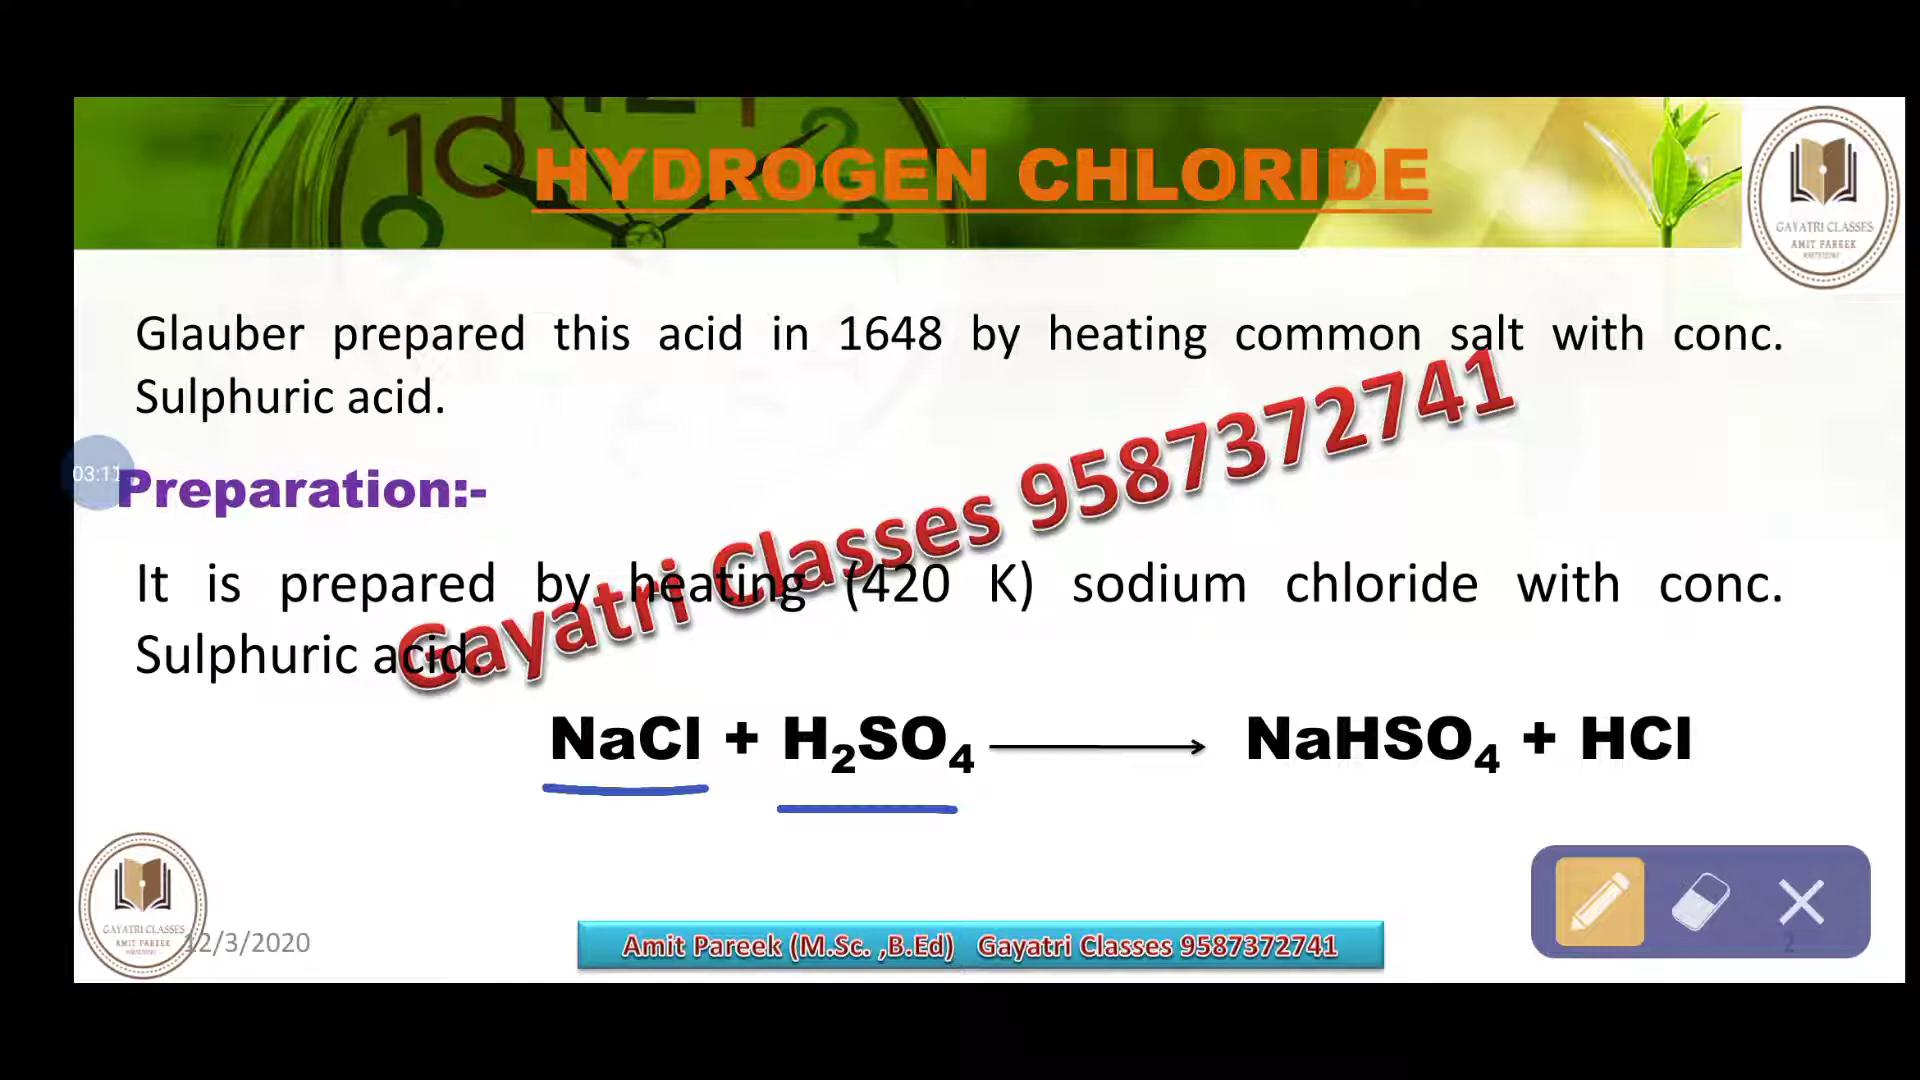 HYDROGEN CHLORIDE
GAYATRI CLASSES
AMIT PAREEK
Glauber prepared this acid in 1648 by heating common salt with conc.
Sulphuric acid.
03:11
Preparation:-
Gayatri Classes 9587372741
It is prepared by heating (420 K) sodium chloride with conc.
Sulphuric acid.
NaCl + H₂SO₄ ⟶ NaHSO₄ + HCl
GAYATRI CLASSES
AMIT PAREEK
12/3/2020
Amit Pareek (M.Sc. ,B.Ed) Gayatri Classes 9587372741
2